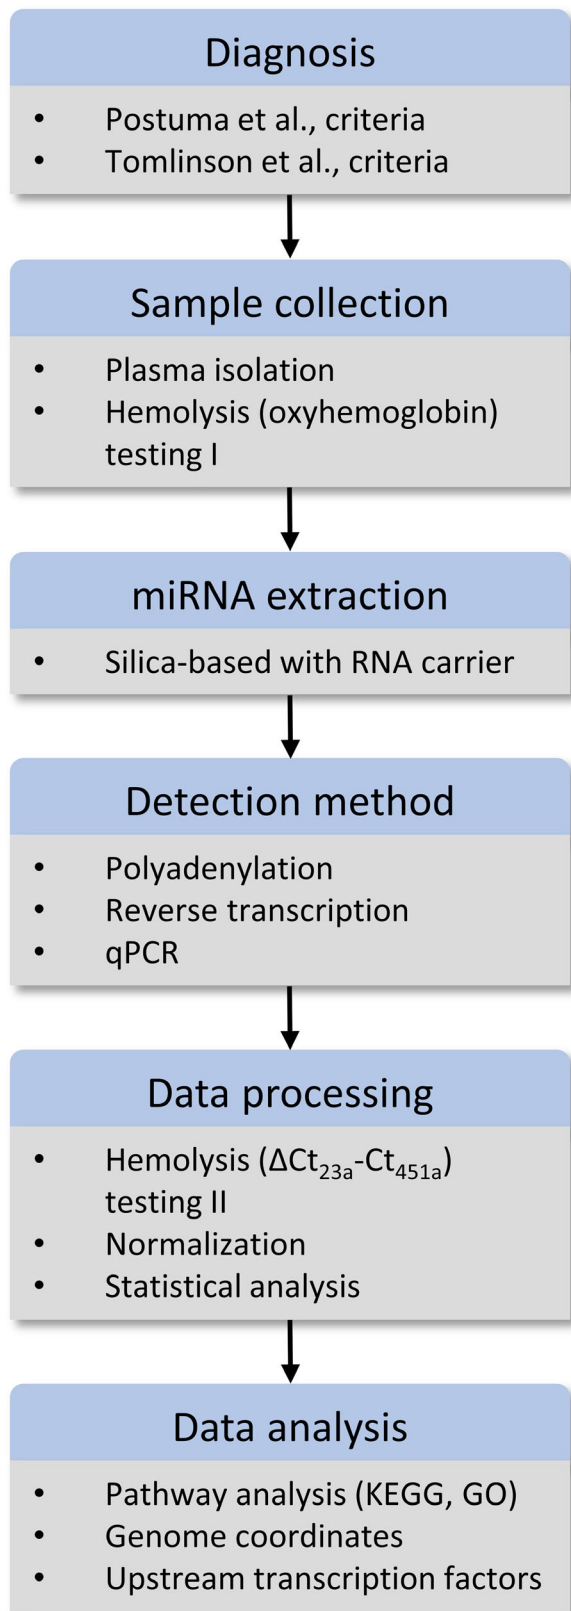 Diagnosis
• Postuma et al., criteria
• Tomlinson et al., criteria
Sample collection
• Plasma isolation
• Hemolysis (oxyhemoglobin)
testing I
miRNA extraction
• Silica-based with RNA carrier
Detection method
• Polyadenylation
• Reverse transcription
• qPCR
Data processing
• Hemolysis (ΔCt₂₃ₐ-Ct₄₅₁ₐ)
testing II
• Normalization
• Statistical analysis
Data analysis
• Pathway analysis (KEGG, GO)
• Genome coordinates
• Upstream transcription factors